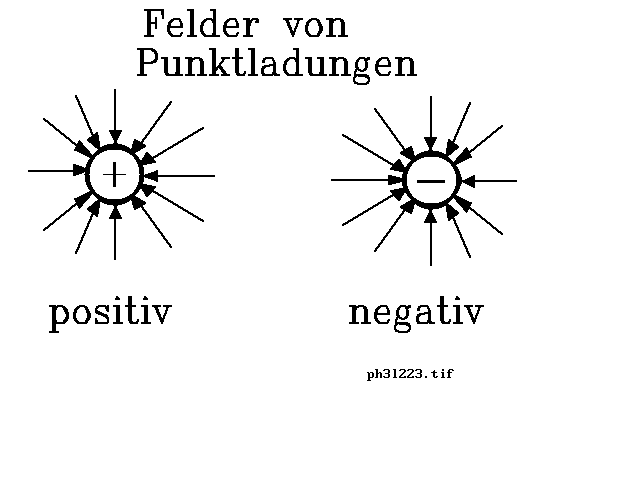 Felder von
Punktladungen
+
−
positiv
negativ
ph31223.tif